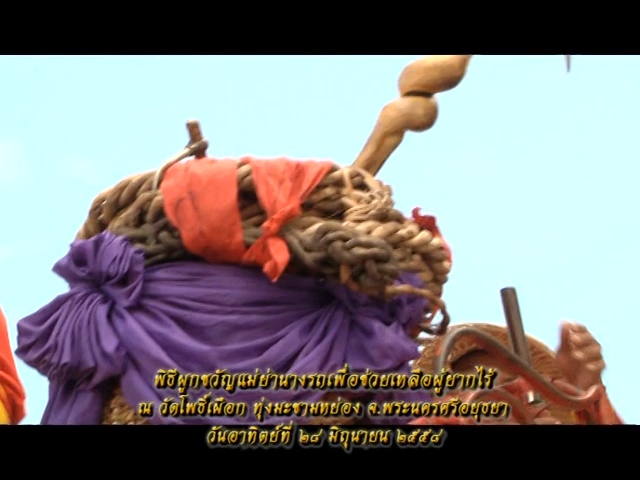 พิธีผูกขวัญแม่ย่านางรถเพื่อช่วยเหลือผู้ยากไร้
ณ วัดโพธิ์เผือก ทุ่งมะขามหย่อง จ.พระนครศรีอยุธยา
วันอาทิตย์ที่ ๒๘ มิถุนายน ๒๕๕๔